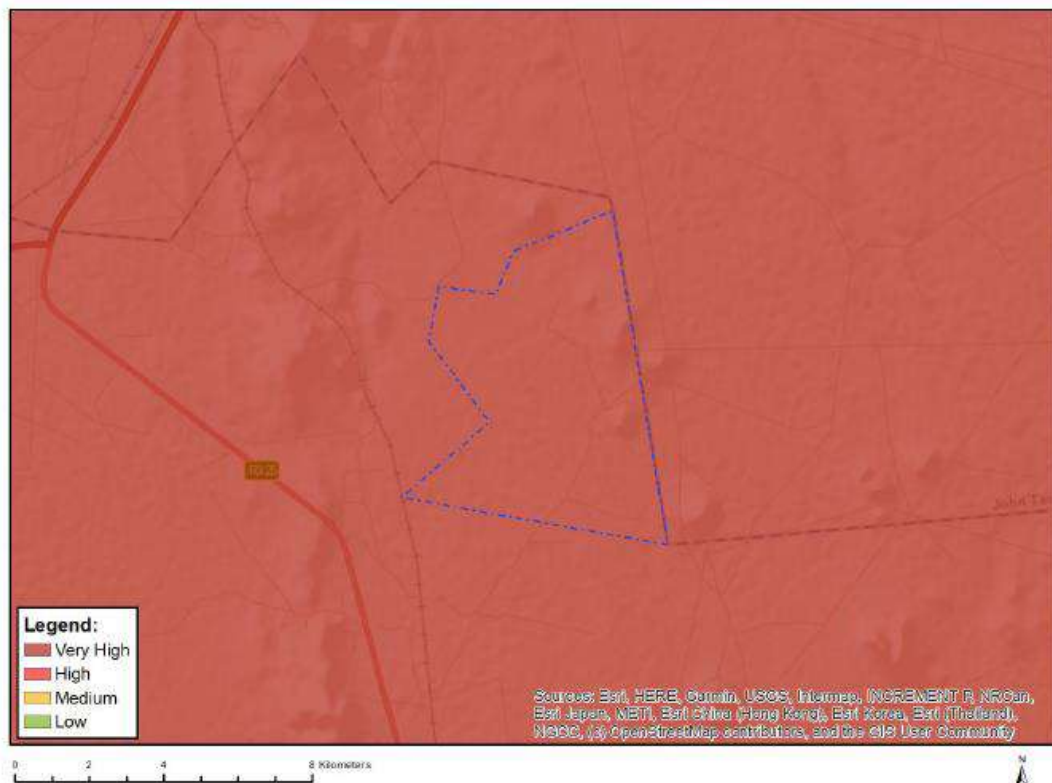 Legend:
Very High
High
Medium
Low
Sources: Esri, HERE, Garmin, USGS, Intermap, INCREMENT P, NRCan,
Esri Japan, METI, Esri China (Hong Kong), Esri Korea, Esri (Thailand),
NGCC, (c) OpenStreetMap contributors, and the GIS User Community
0 2 4 8 Kilometers
N